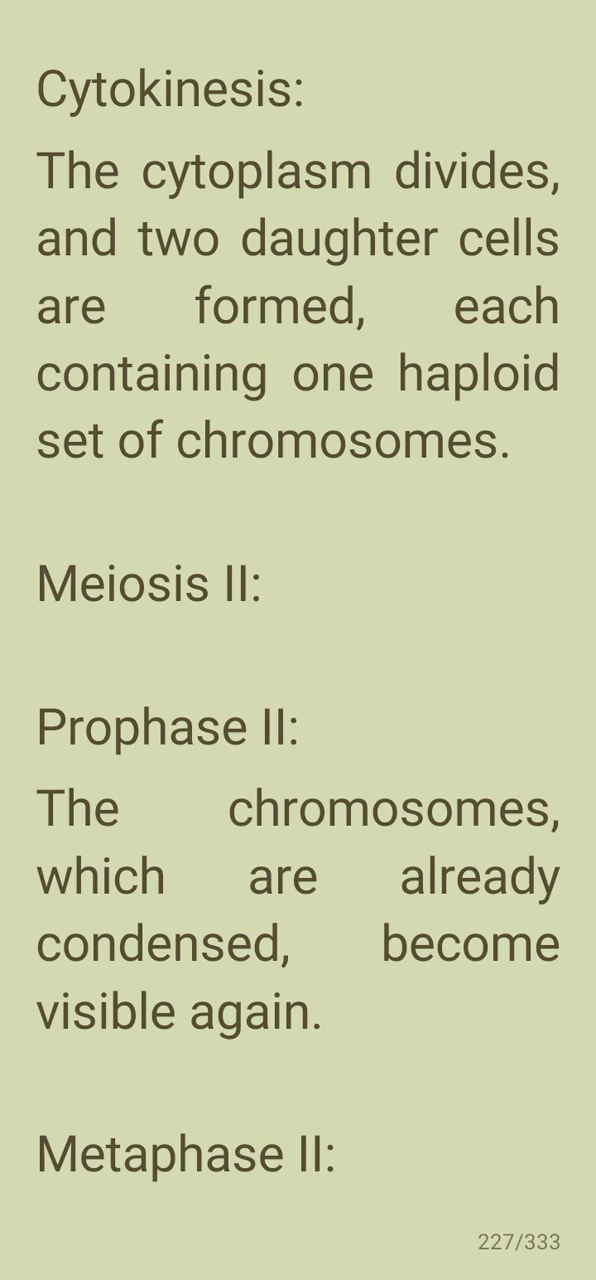 Cytokinesis:
The cytoplasm divides,
and two daughter cells
are formed, each
containing one haploid
set of chromosomes.
Meiosis II:
Prophase II:
The chromosomes,
which are already
condensed, become
visible again.
Metaphase II:
227/333